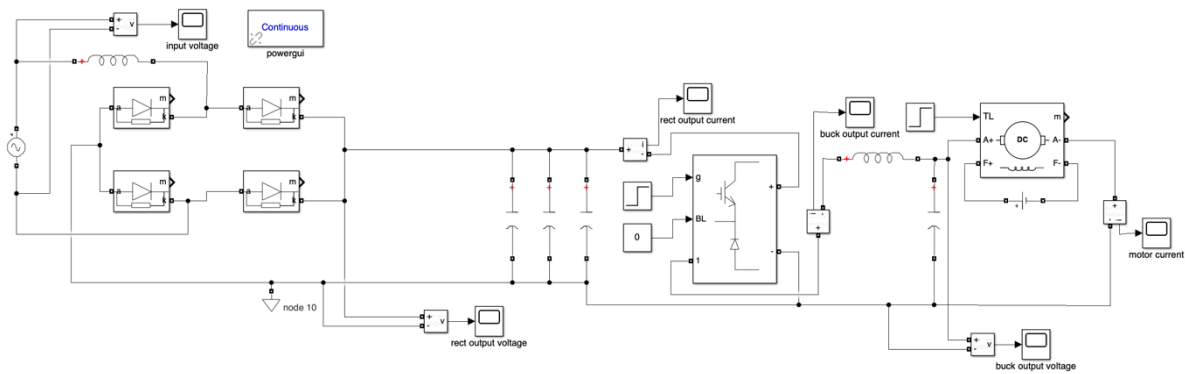 +
-
v
input voltage
Continuous
powergui
+
a
m
k
a
m
k
a
m
k
a
m
k
+
+
+
node 10
+
-
v
rect output voltage
rect output current
+
i
-
g
BL
0
1
+
-
buck output current
-
+
+
+
TL
m
A+
DC
A-
F+
F-
+
+
-
motor current
+
-
v
buck output voltage